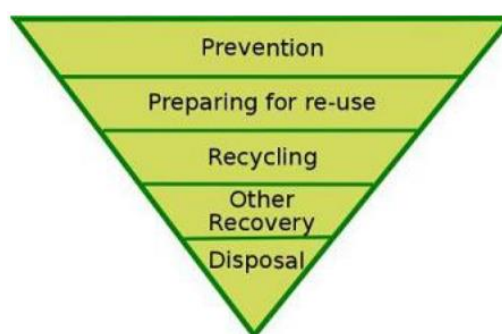 Prevention
Preparing for re-use
Recycling
Other
Recovery
Disposal